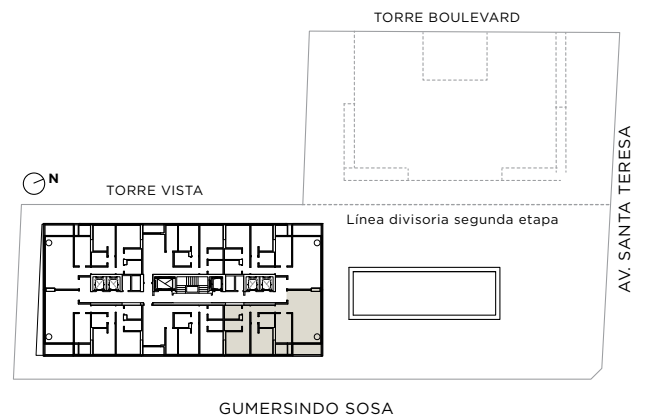 TORRE BOULEVARD
AV. SANTA TERESA
N
TORRE VISTA
Línea divisoria segunda etapa
GUMERSINDO SOSA